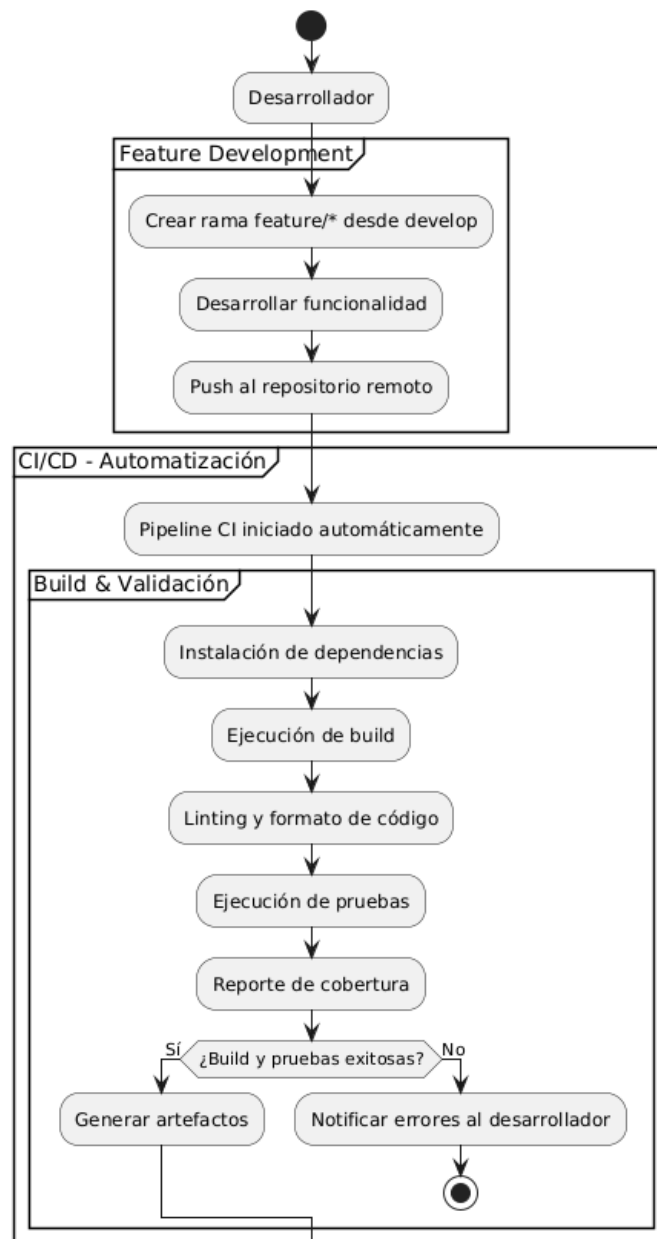 Desarrollador
Feature Development
Crear rama feature/* desde develop
Desarrollar funcionalidad
Push al repositorio remoto
CI/CD - Automatización
Pipeline CI iniciado automáticamente
Build & Validación
Instalación de dependencias
Ejecución de build
Linting y formato de código
Ejecución de pruebas
Reporte de cobertura
Sí
¿Build y pruebas exitosas?
No
Generar artefactos
Notificar errores al desarrollador